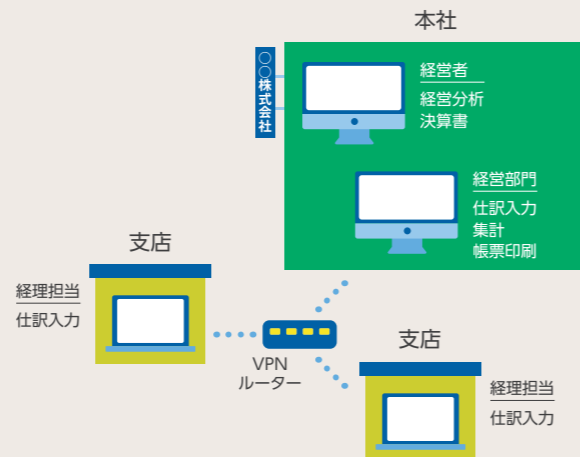 本社
〇〇株式会社
経営者
経営分析
決算書
経営部門
仕訳入力
集計
帳票印刷
支店
経理担当
仕訳入力
VPN
ルーター
支店
経理担当
仕訳入力